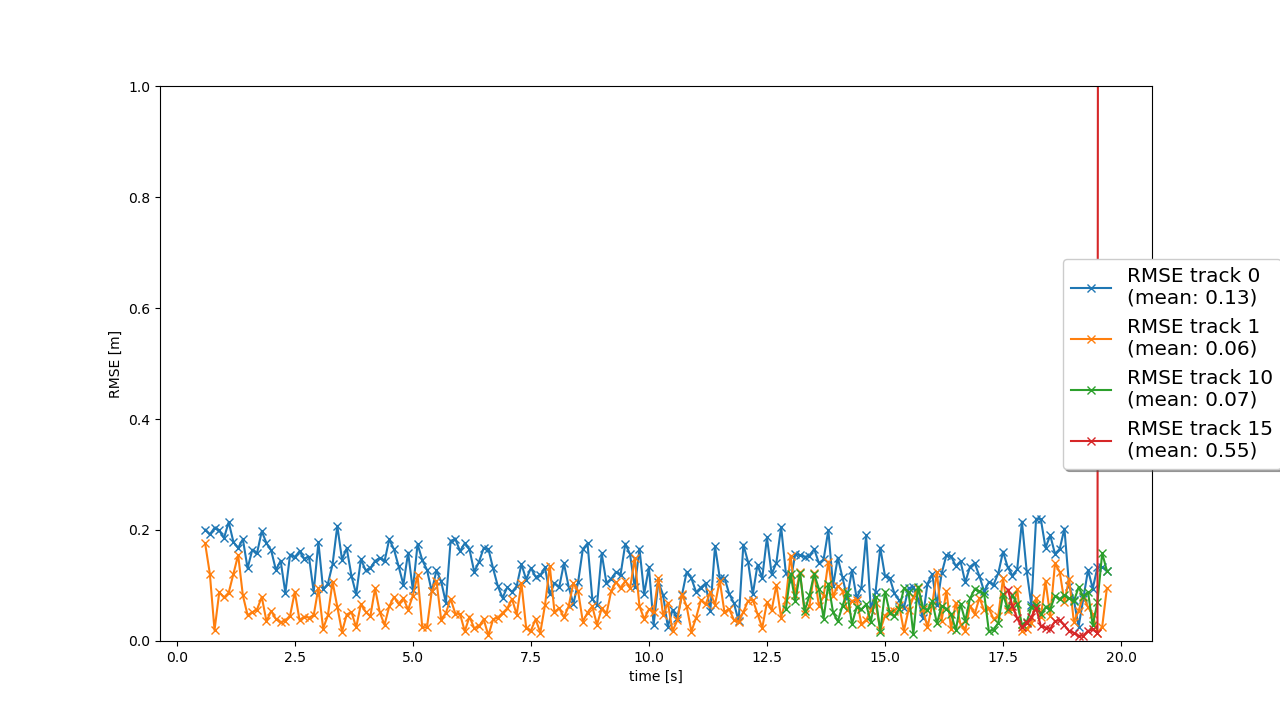 1.0
0.8
0.6
0.4
0.2
0.0
RMSE [m]
0.0 2.5 5.0 7.5 10.0 12.5 15.0 17.5 20.0
time [s]
RMSE track 0
(mean: 0.13)
RMSE track 1
(mean: 0.06)
RMSE track 10
(mean: 0.07)
RMSE track 15
(mean: 0.55)